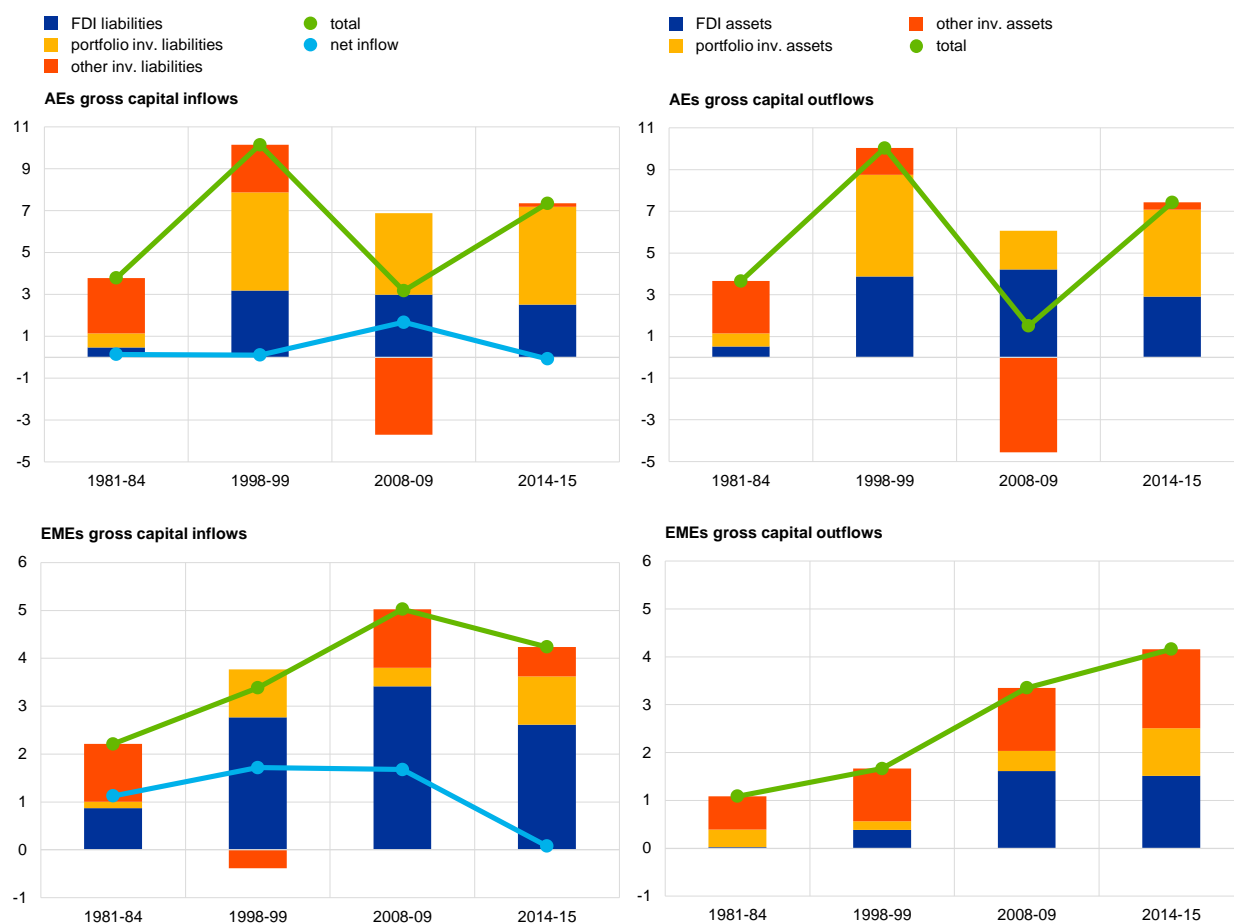 FDI liabilities
portfolio inv. liabilities
other inv. liabilities
total
net inflow
FDI assets
portfolio inv. assets
other inv. assets
total
AEs gross capital inflows
11
9
7
5
3
1
-1
-3
-5
1981-84 1998-99 2008-09 2014-15
AEs gross capital outflows
11
9
7
5
3
1
-1
-3
-5
1981-84 1998-99 2008-09 2014-15
EMEs gross capital inflows
6
5
4
3
2
1
0
-1
1981-84 1998-99 2008-09 2014-15
EMEs gross capital outflows
6
5
4
3
2
1
0
-1
1981-84 1998-99 2008-09 2014-15